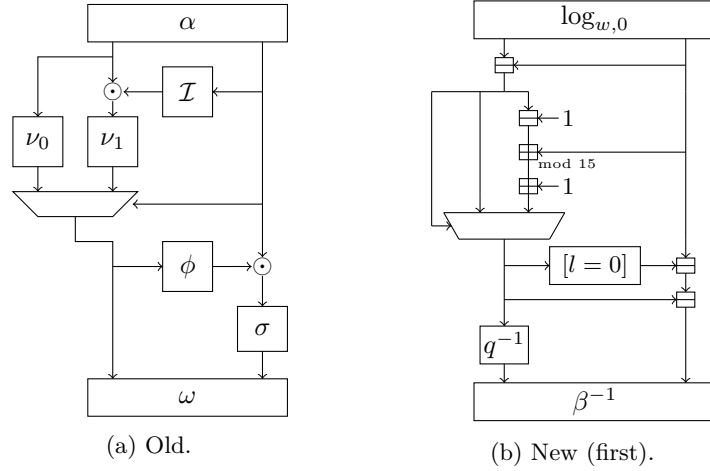 α
I
ν₀ ν₁
φ
σ
ω
(a) Old.
log_{w,0}
1
mod 15
1
[l = 0]
q⁻¹
β⁻¹
(b) New (first).